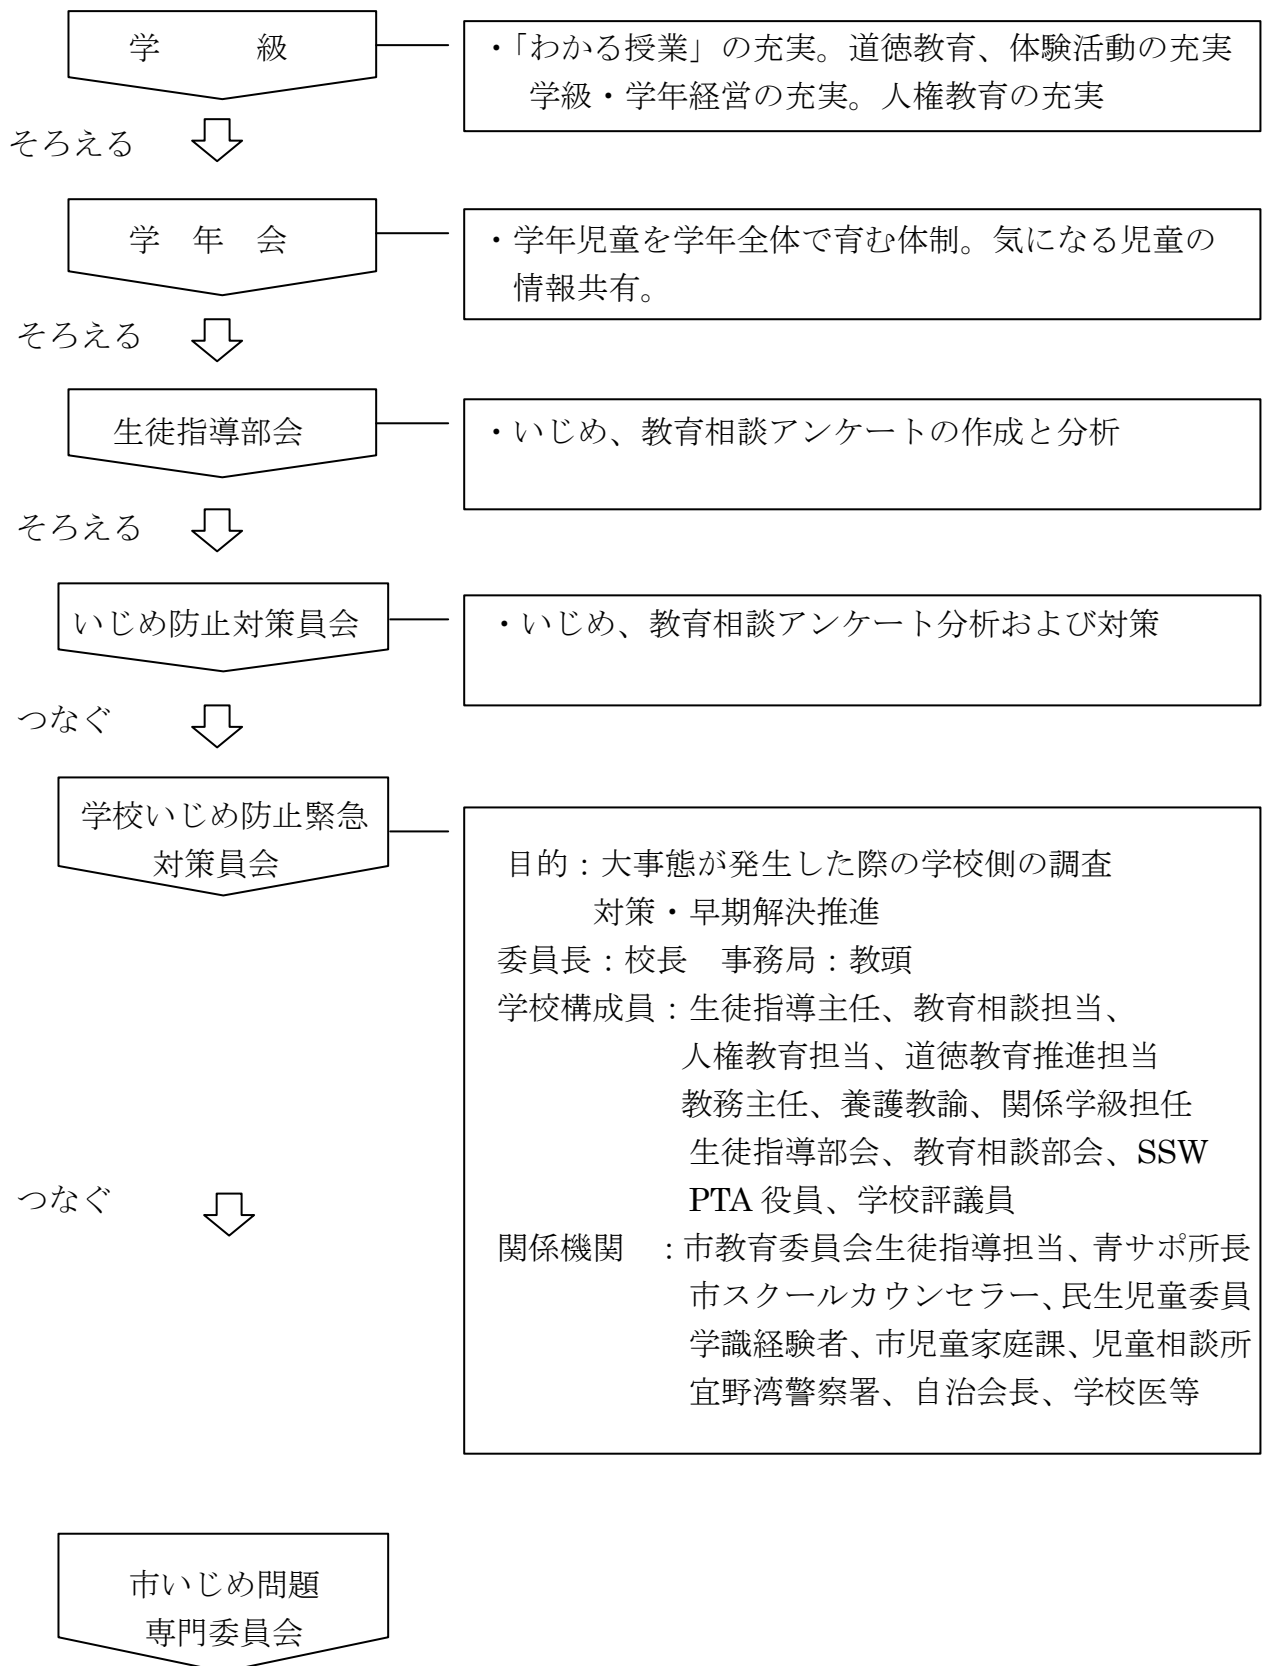 学　　　級
・「わかる授業」の充実。道徳教育、体験活動の充実
学級・学年経営の充実。人権教育の充実
そろえる
学　年　会
・学年児童を学年全体で育む体制。気になる児童の
情報共有。
そろえる
生徒指導部会
・いじめ、教育相談アンケートの作成と分析
そろえる
いじめ防止対策員会
・いじめ、教育相談アンケート分析および対策
つなぐ
学校いじめ防止緊急
対策員会
目的：大事態が発生した際の学校側の調査
対策・早期解決推進
委員長：校長　事務局：教頭
学校構成員：生徒指導主任、教育相談担当、
人権教育担当、道徳教育推進担当
教務主任、養護教諭、関係学級担任
生徒指導部会、教育相談部会、SSW
PTA 役員、学校評議員
関係機関　：市教育委員会生徒指導担当、青サポ所長
市スクールカウンセラー、民生児童委員
学識経験者、市児童家庭課、児童相談所
宜野湾警察署、自治会長、学校医等
つなぐ
市いじめ問題
専門委員会